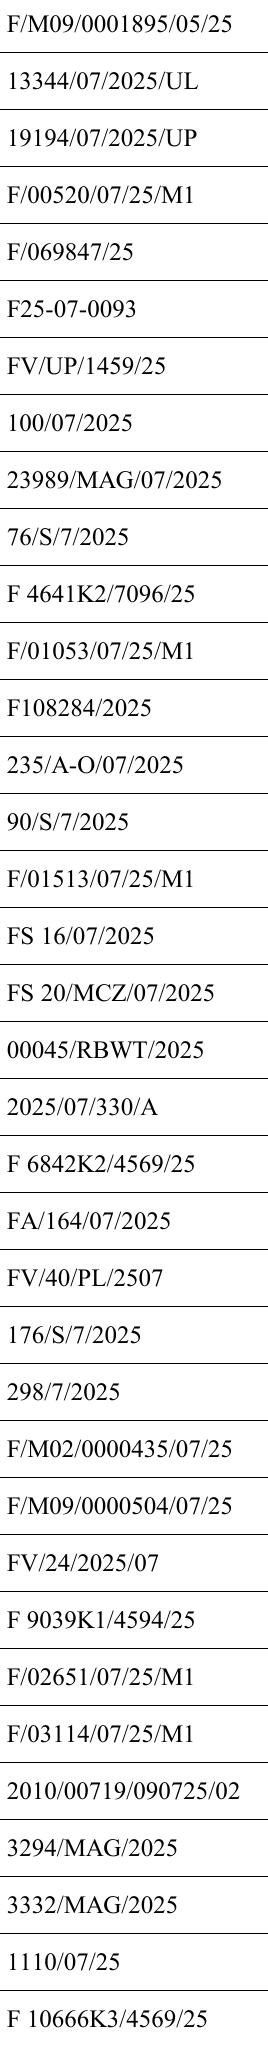 F/M09/0001895/05/25
13344/07/2025/UL
19194/07/2025/UP
F/00520/07/25/M1
F/069847/25
F25-07-0093
FV/UP/1459/25
100/07/2025
23989/MAG/07/2025
76/S/7/2025
F 4641K2/7096/25
F/01053/07/25/M1
F108284/2025
235/A-O/07/2025
90/S/7/2025
F/01513/07/25/M1
FS 16/07/2025
FS 20/MCZ/07/2025
00045/RBWT/2025
2025/07/330/A
F 6842K2/4569/25
FA/164/07/2025
FV/40/PL/2507
176/S/7/2025
298/7/2025
F/M02/0000435/07/25
F/M09/0000504/07/25
FV/24/2025/07
F 9039K1/4594/25
F/02651/07/25/M1
F/03114/07/25/M1
2010/00719/090725/02
3294/MAG/2025
3332/MAG/2025
1110/07/25
F 10666K3/4569/25